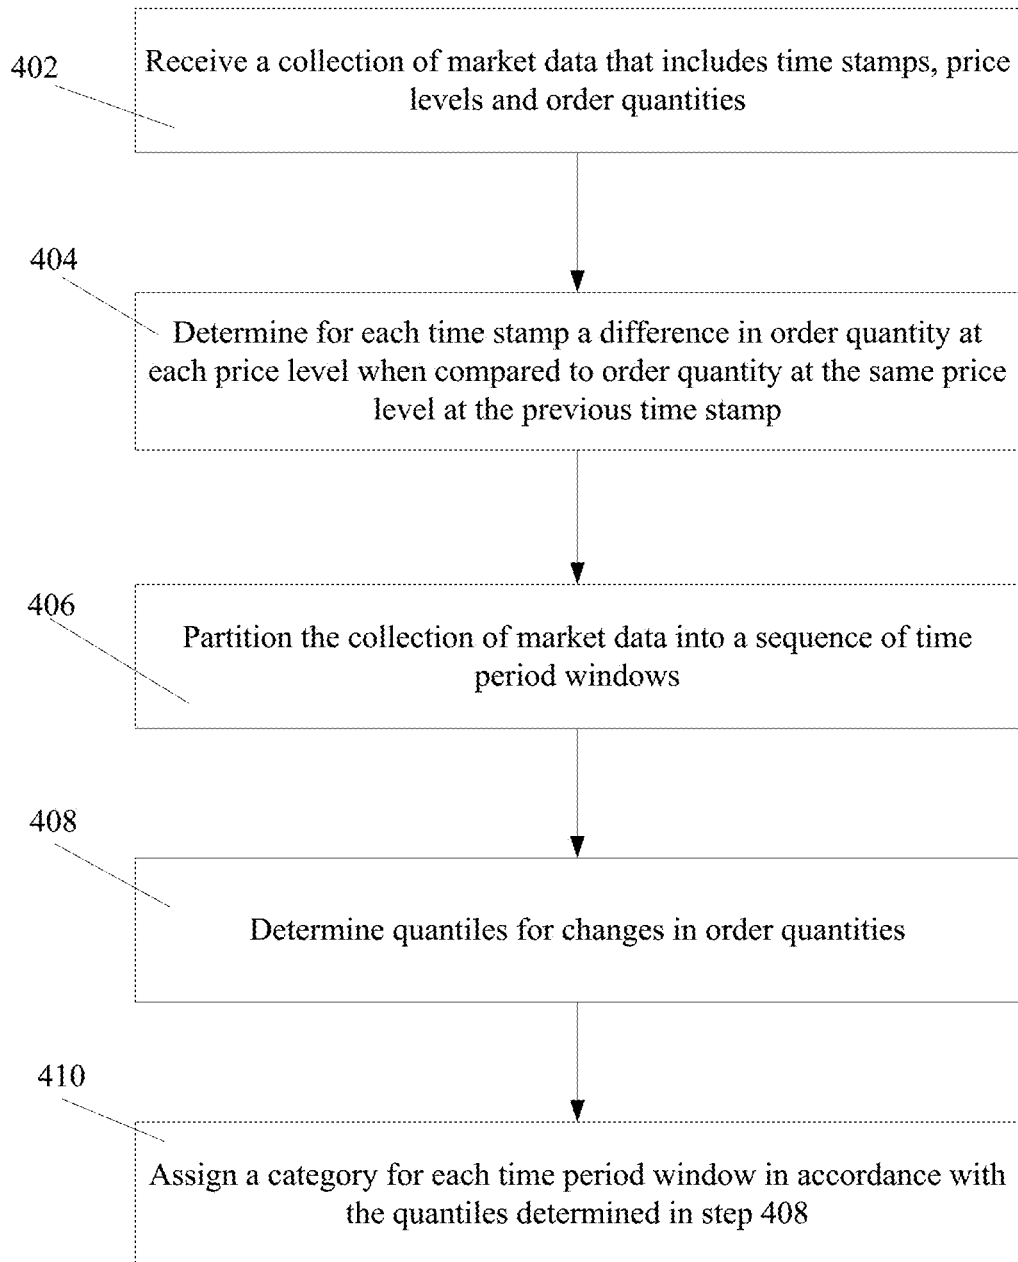 402
Receive a collection of market data that includes time stamps, price
levels and order quantities
404
Determine for each time stamp a difference in order quantity at
each price level when compared to order quantity at the same price
level at the previous time stamp
406
Partition the collection of market data into a sequence of time
period windows
408
Determine quantiles for changes in order quantities
410
Assign a category for each time period window in accordance with
the quantiles determined in step 408